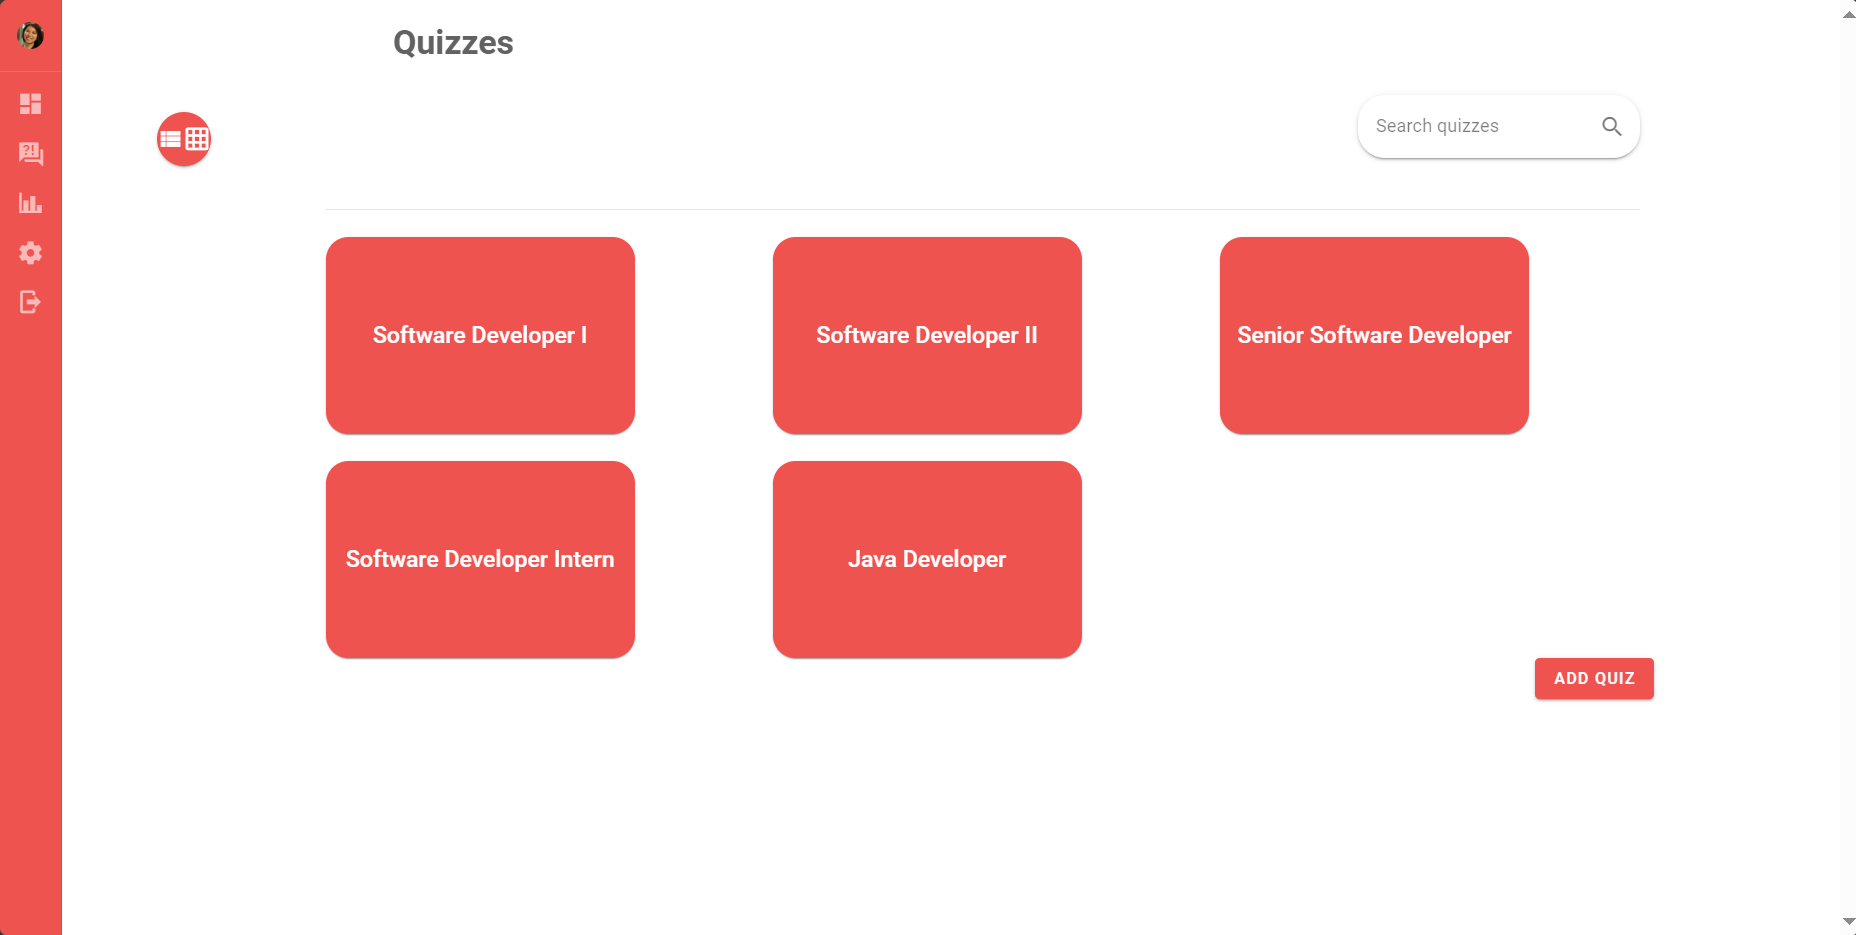 Quizzes
Search quizzes
Software Developer I
Software Developer II
Senior Software Developer
Software Developer Intern
Java Developer
ADD QUIZ